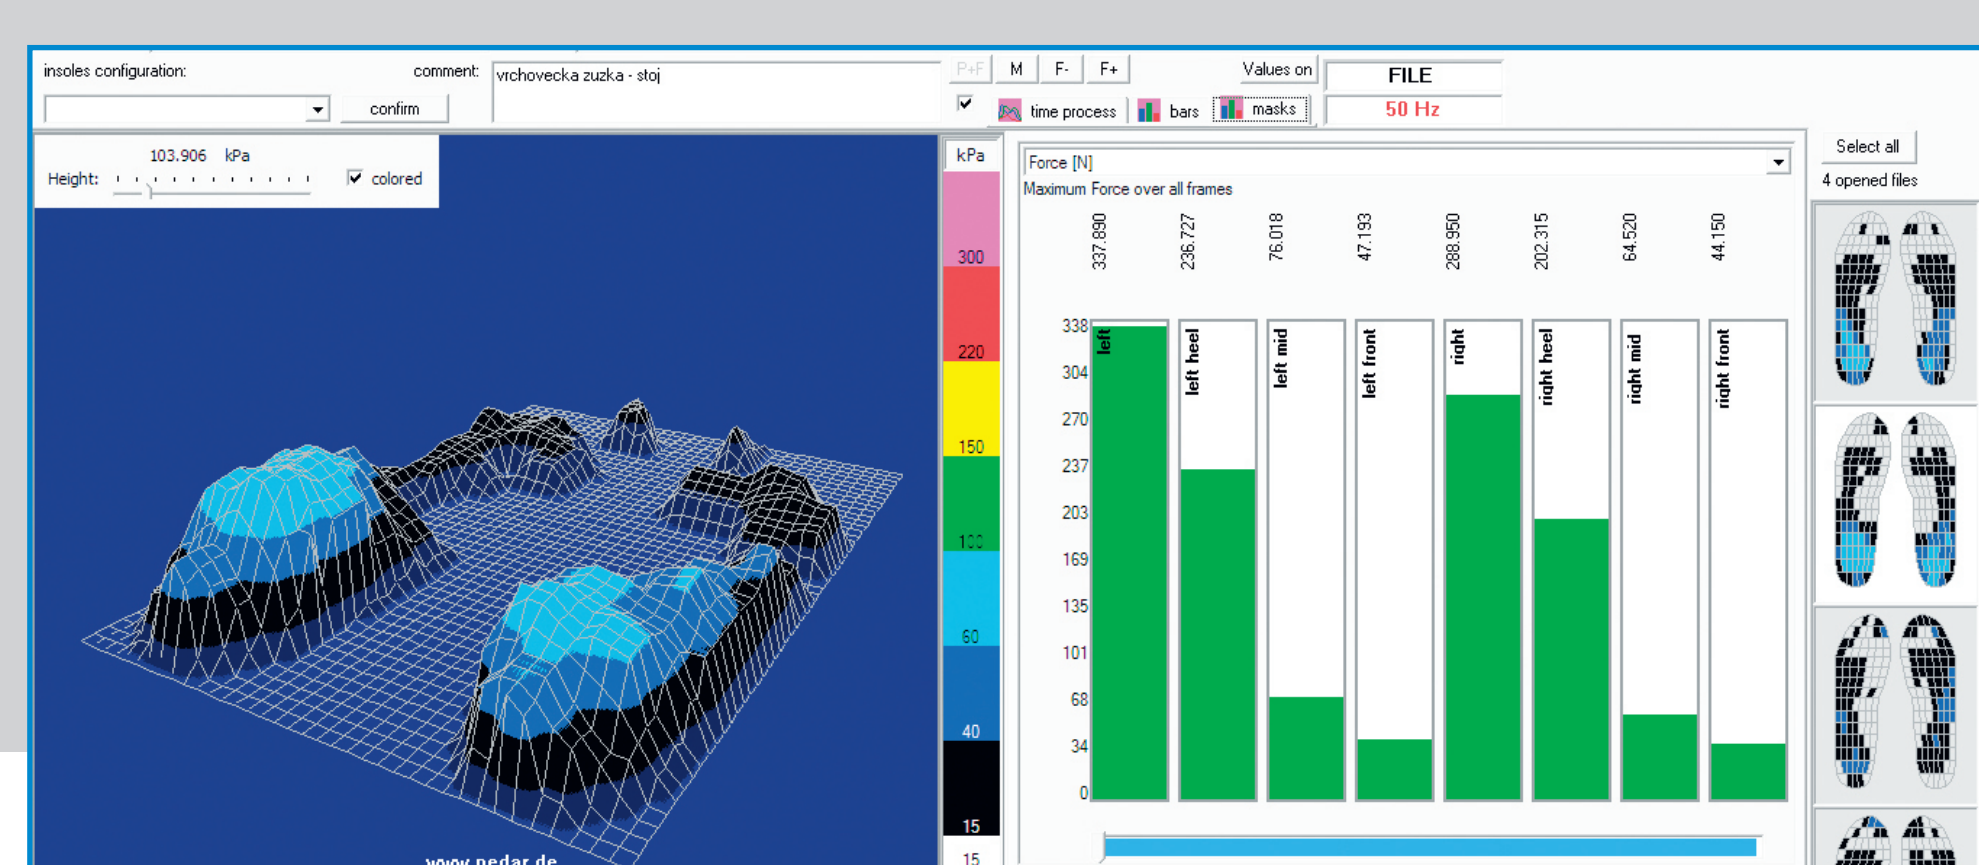 insoles configuration:
comment:
vrchovecka zuzka - stoj
confirm
P+F
M
F-
F+
Values on
FILE
50 Hz
time process
bars
masks
103.906 kPa
Height:
colored
kPa
300
220
150
100
60
40
15
15
Force [N]
Maximum Force over all frames
337.890
236.727
76.018
47.193
288.950
202.315
64.520
44.150
338
304
270
237
203
169
135
101
68
34
0
left
left heel
left mid
left front
right
right heel
right mid
right front
Select all
4 opened files
www.pedar.de